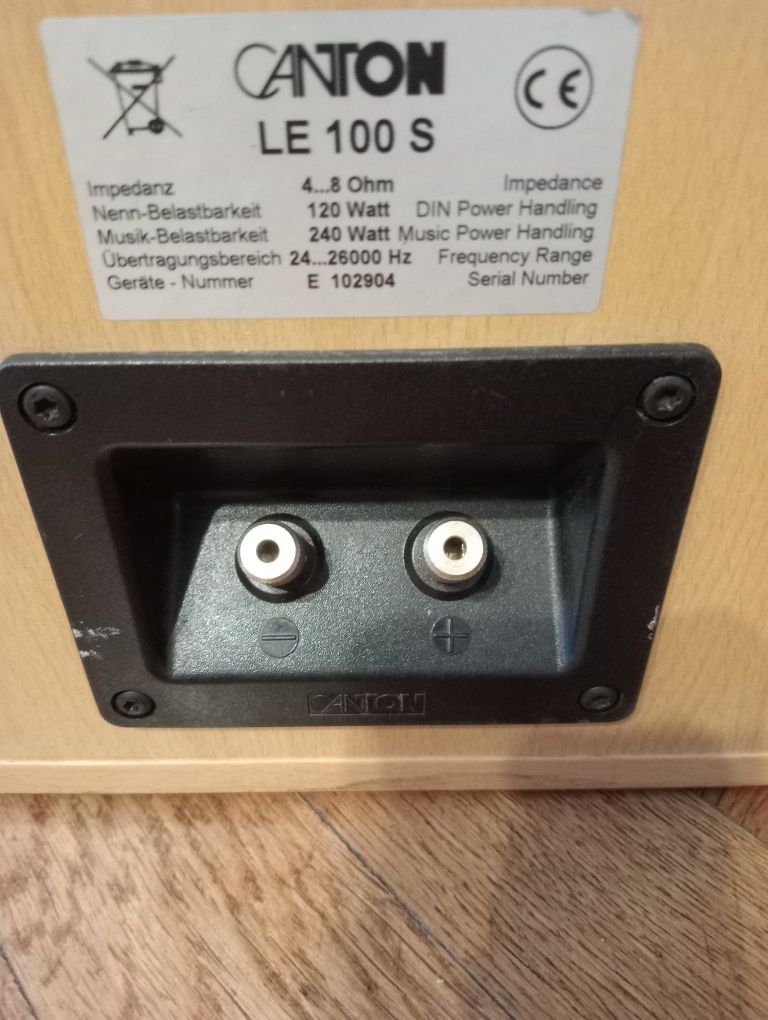 CANTON
CE
LE 100 S
Impedanz 4...8 Ohm Impedance
Nenn-Belastbarkeit 120 Watt DIN Power Handling
Musik-Belastbarkeit 240 Watt Music Power Handling
Übertragungsbereich 24...26000 Hz Frequency Range
Geräte - Nummer E 102904 Serial Number
− +
CANTON